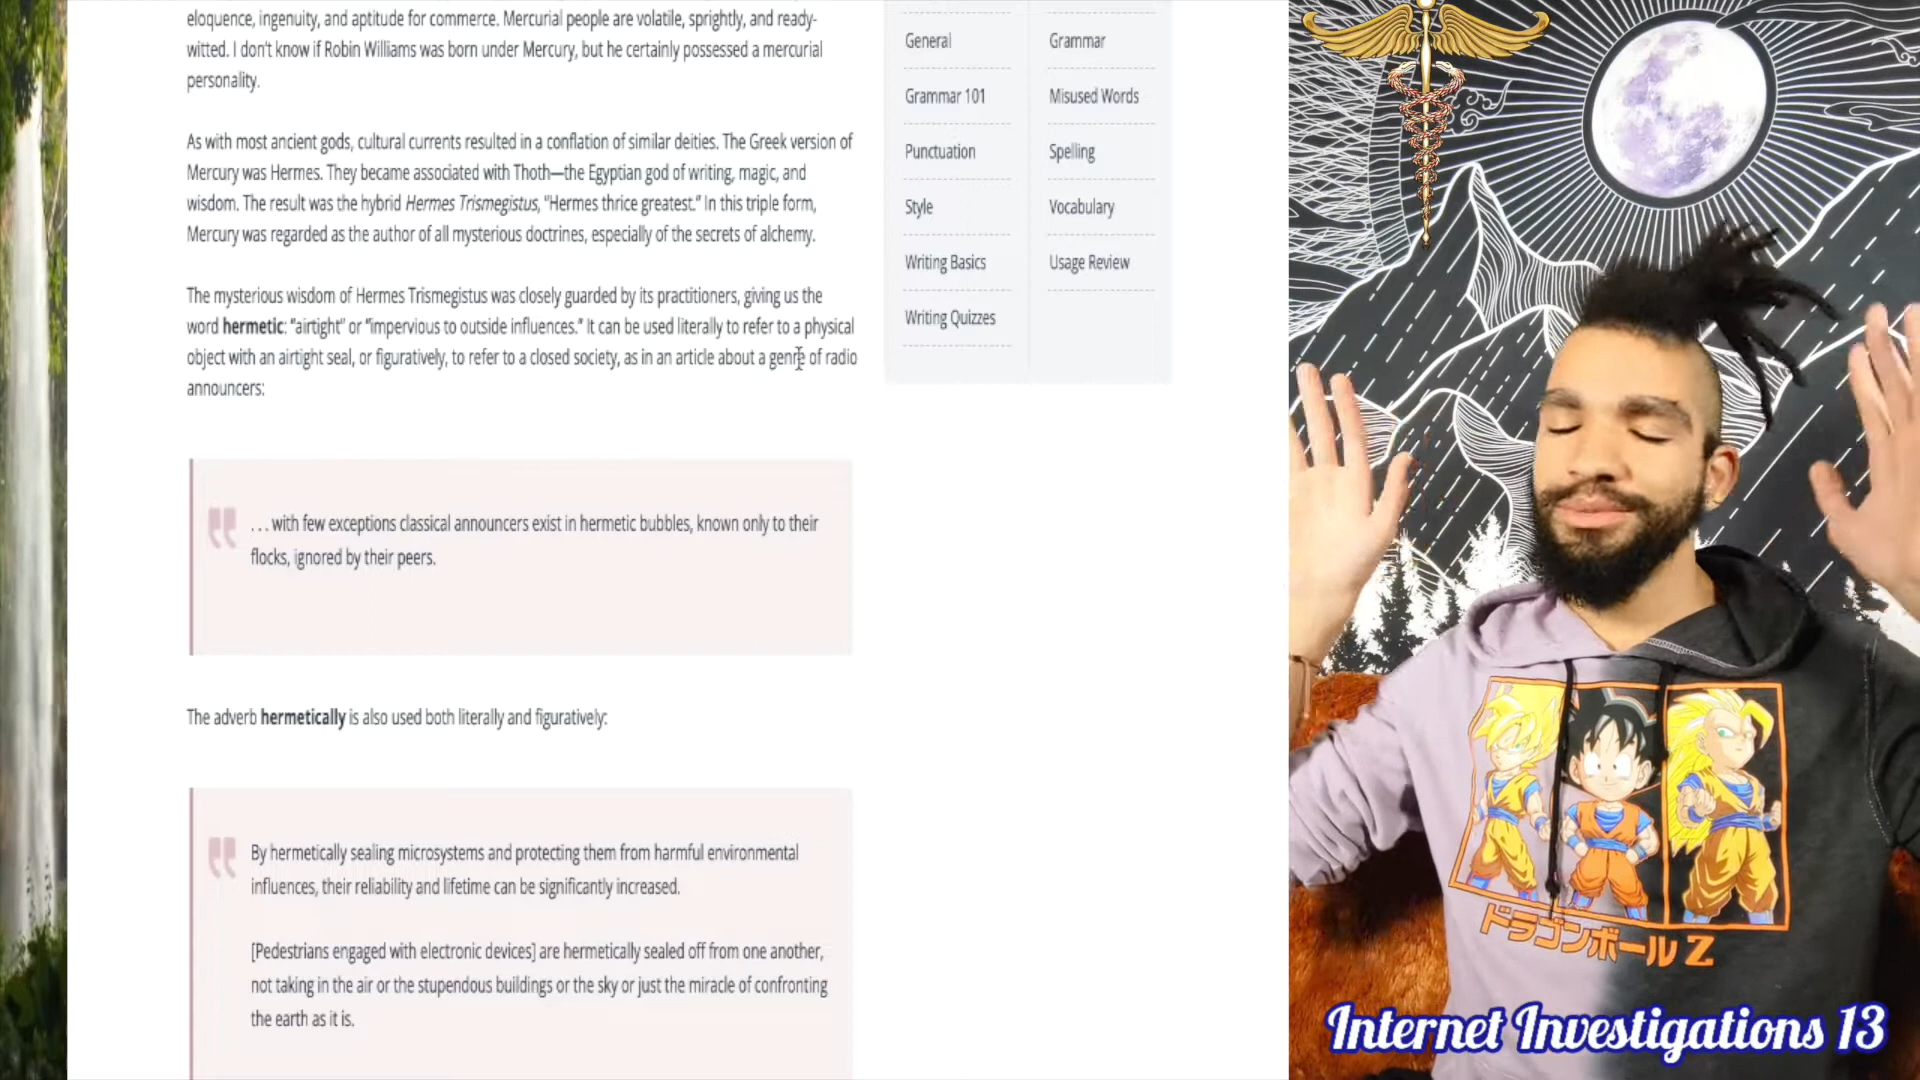 eloquence, ingenuity, and aptitude for commerce. Mercurial people are volatile, sprightly, and ready-
witted. I don't know if Robin Williams was born under Mercury, but he certainly possessed a mercurial
personality.
As with most ancient gods, cultural currents resulted in a conflation of similar deities. The Greek version of
Mercury was Hermes. They became associated with Thoth—the Egyptian god of writing, magic, and
wisdom. The result was the hybrid Hermes Trismegistus, "Hermes thrice greatest." In this triple form,
Mercury was regarded as the author of all mysterious doctrines, especially of the secrets of alchemy.
The mysterious wisdom of Hermes Trismegistus was closely guarded by its practitioners, giving us the
word hermetic: "airtight" or "impervious to outside influences." It can be used literally to refer to a physical
object with an airtight seal, or figuratively, to refer to a closed society, as in an article about a genre of radio
announcers:
. . . with few exceptions classical announcers exist in hermetic bubbles, known only to their
flocks, ignored by their peers.
The adverb hermetically is also used both literally and figuratively:
By hermetically sealing microsystems and protecting them from harmful environmental
influences, their reliability and lifetime can be significantly increased.
[Pedestrians engaged with electronic devices] are hermetically sealed off from one another,
not taking in the air or the stupendous buildings or the sky or just the miracle of confronting
the earth as it is.
General
Grammar
Grammar 101
Misused Words
Punctuation
Spelling
Style
Vocabulary
Writing Basics
Usage Review
Writing Quizzes
ドラゴンボールZ
Internet Investigations 13